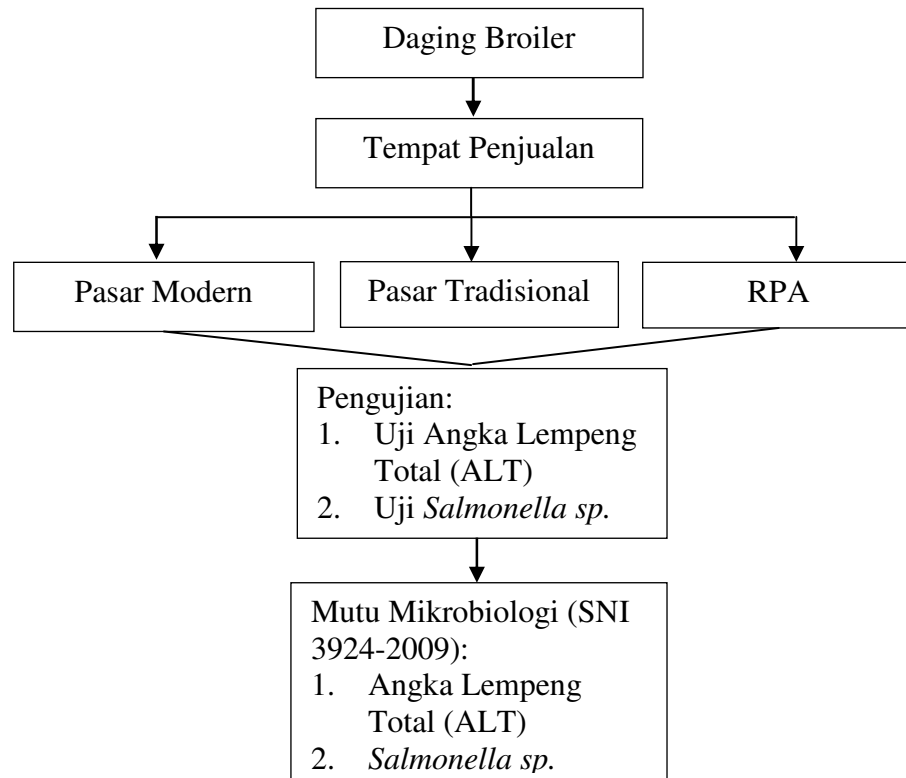 Daging Broiler
Tempat Penjualan
Pasar Modern
Pasar Tradisional
RPA
Pengujian:
1. Uji Angka Lempeng
Total (ALT)
2. Uji Salmonella sp.
Mutu Mikrobiologi (SNI
3924-2009):
1. Angka Lempeng
Total (ALT)
2. Salmonella sp.